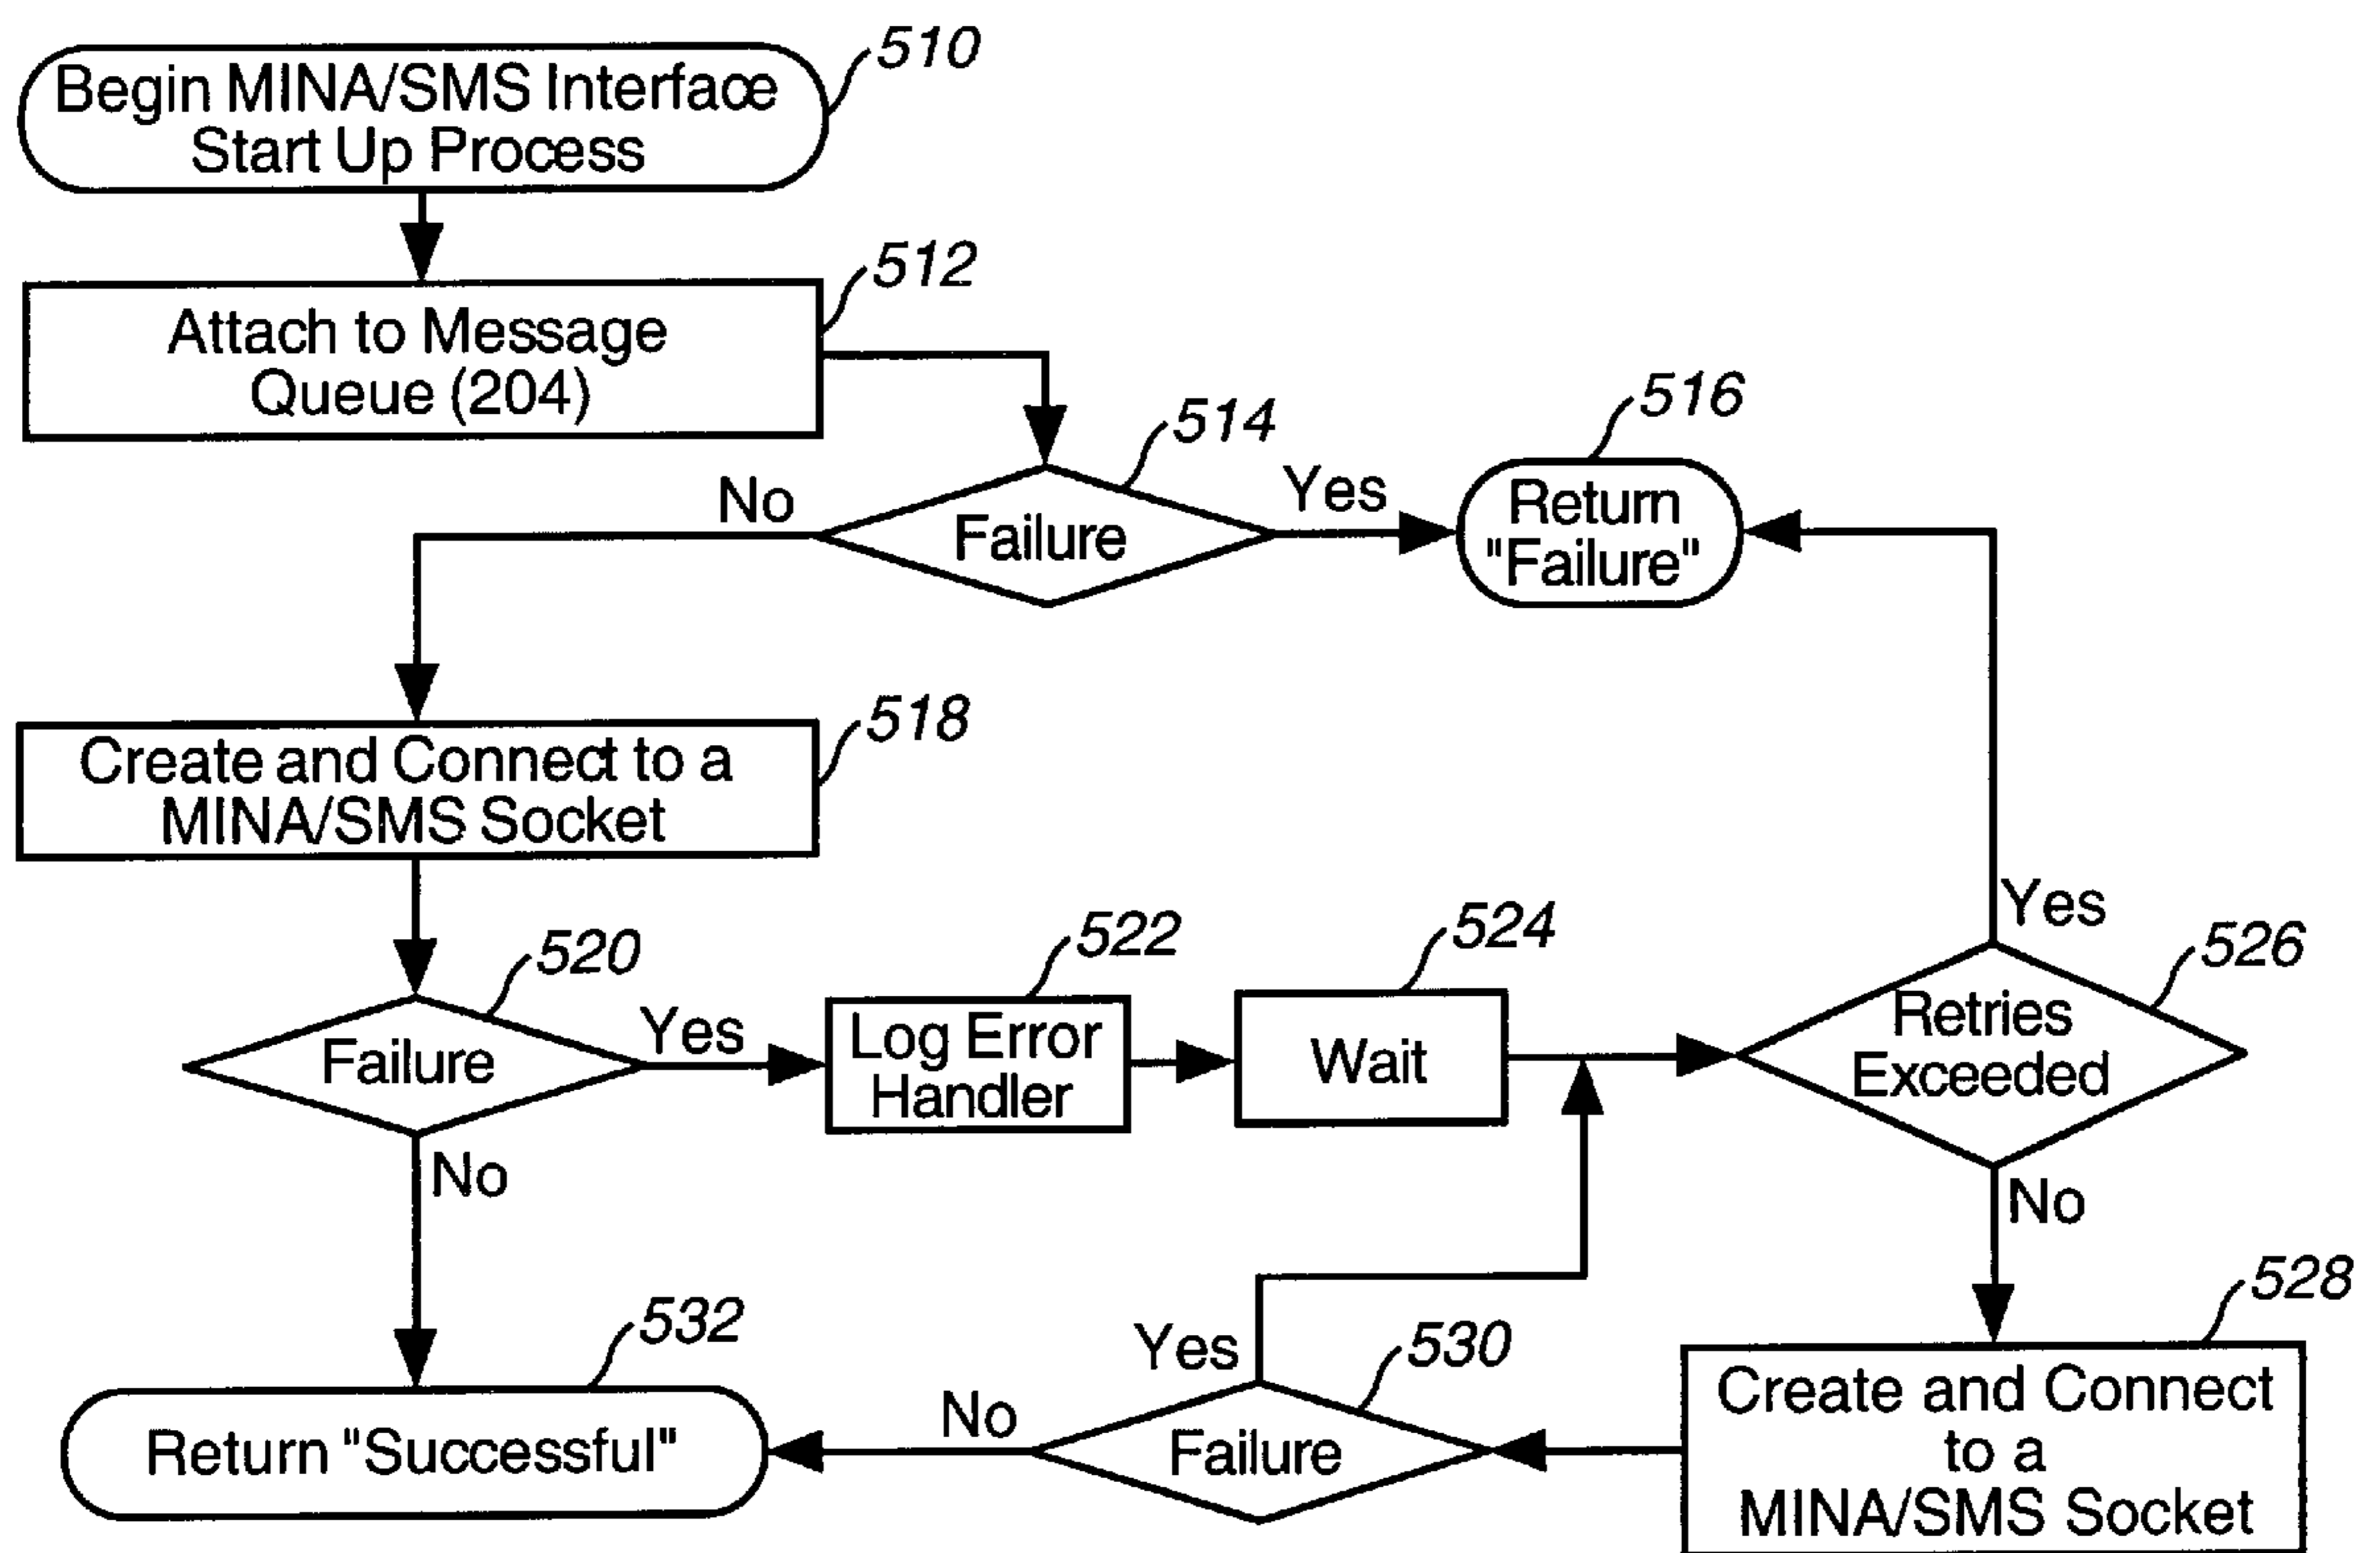 Begin MINA/SMS Interface
Start Up Process
510
Attach to Message
Queue (204)
512
514
Failure
No
Yes
516
Return
"Failure"
Create and Connect to a
MINA/SMS Socket
518
520
Failure
Yes
No
522
Log Error
Handler
524
Wait
Yes
526
Retries
Exceeded
No
528
Create and Connect
to a
MINA/SMS Socket
530
Failure
Yes
No
532
Return "Successful"